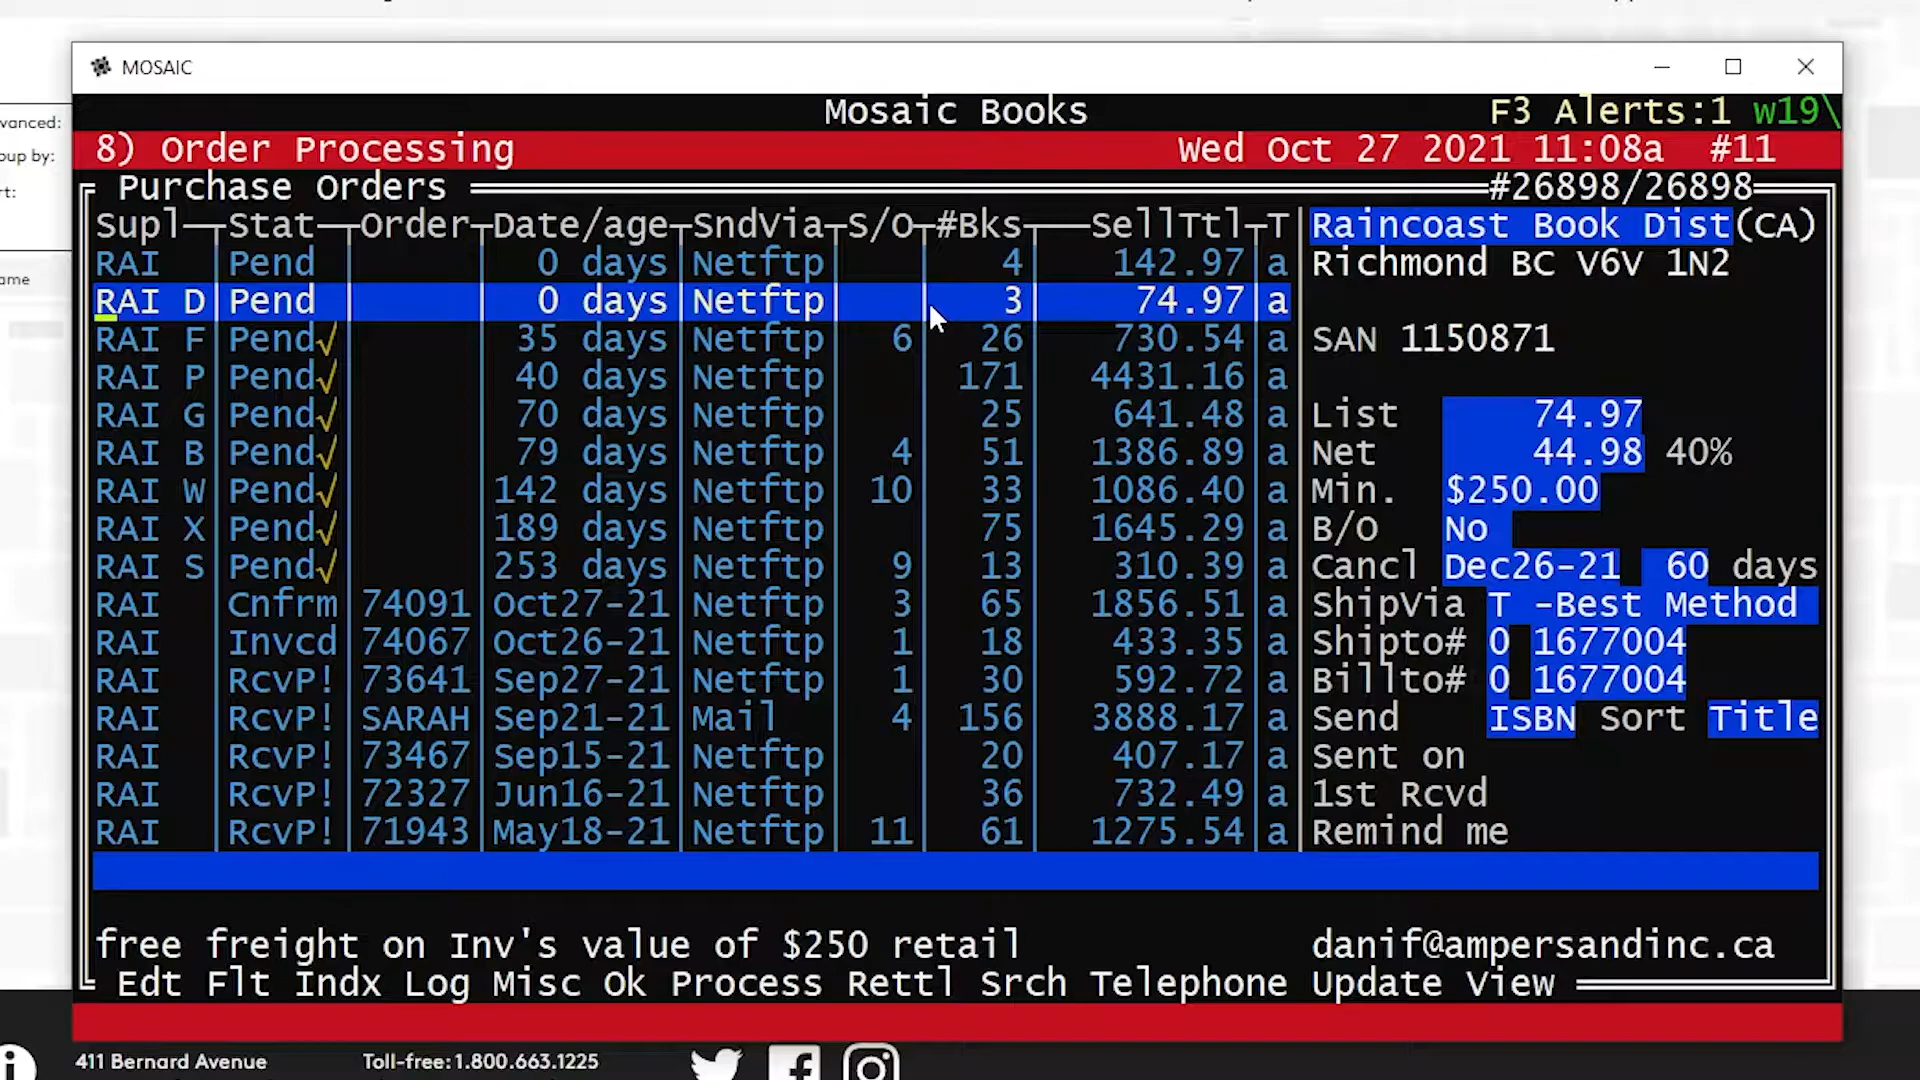 MOSAIC
Mosaic Books F3 Alerts:1 w19\
8) Order Processing Wed Oct 27 2021 11:08a #11
Purchase Orders #26898/26898
Supl Stat Order Date/age SndVia S/O #Bks SellTtl T Raincoast Book Dist(CA)
RAI Pend 0 days Netftp 4 142.97 a Richmond BC V6V 1N2
RAI D Pend 0 days Netftp 3 74.97 a
RAI F Pend√ 35 days Netftp 6 26 730.54 a SAN 1150871
RAI P Pend√ 40 days Netftp 171 4431.16 a
RAI G Pend√ 70 days Netftp 25 641.48 a List 74.97
RAI B Pend√ 79 days Netftp 4 51 1386.89 a Net 44.98 40%
RAI W Pend√ 142 days Netftp 10 33 1086.40 a Min. $250.00
RAI X Pend√ 189 days Netftp 75 1645.29 a B/O No
RAI S Pend√ 253 days Netftp 9 13 310.39 a Cancl Dec26-21 60 days
RAI Cnfrm 74091 Oct27-21 Netftp 3 65 1856.51 a ShipVia T -Best Method
RAI Invcd 74067 Oct26-21 Netftp 1 18 433.35 a Shipto# 0 1677004
RAI RcvP! 73641 Sep27-21 Netftp 1 30 592.72 a Billto# 0 1677004
RAI RcvP! SARAH Sep21-21 Mail 4 156 3888.17 a Send ISBN Sort Title
RAI RcvP! 73467 Sep15-21 Netftp 20 407.17 a Sent on
RAI RcvP! 72327 Jun16-21 Netftp 36 732.49 a 1st Rcvd
RAI RcvP! 71943 May18-21 Netftp 11 61 1275.54 a Remind me
free freight on Inv's value of $250 retail danif@ampersandinc.ca
Edt Flt Indx Log Misc Ok Process Rettl Srch Telephone Update View
411 Bernard Avenue Toll-free: 1.800.663.1225